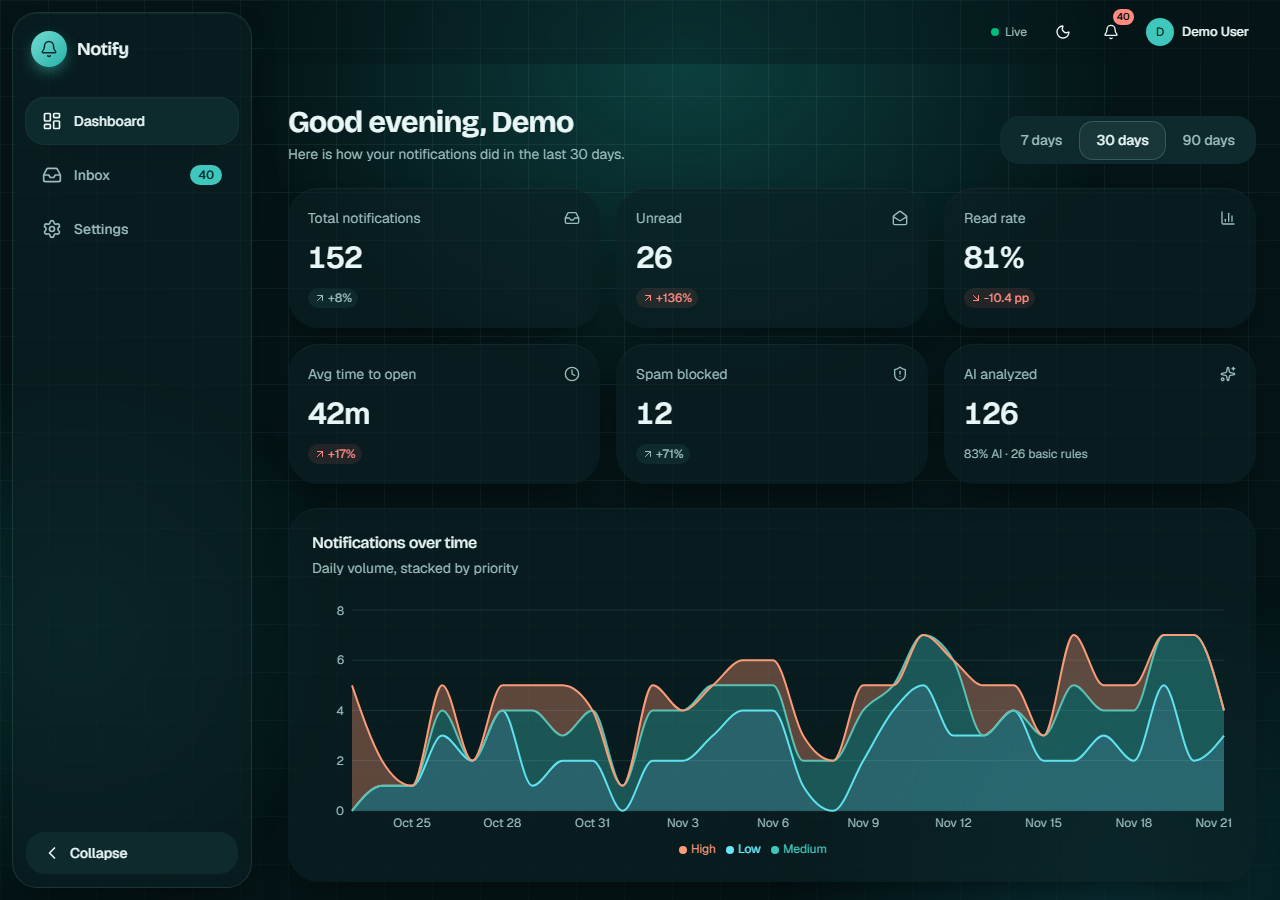 Notify
Dashboard
Inbox 40
Settings
Collapse
Live
40
D Demo User
Good evening, Demo
Here is how your notifications did in the last 30 days.
7 days 30 days 90 days
Total notifications
152
+8%
Unread
26
+136%
Read rate
81%
-10.4 pp
Avg time to open
42m
+17%
Spam blocked
12
+71%
AI analyzed
126
83% AI · 26 basic rules
Notifications over time
Daily volume, stacked by priority
8
6
4
2
0
Oct 25 Oct 28 Oct 31 Nov 3 Nov 6 Nov 9 Nov 12 Nov 15 Nov 18 Nov 21
High Low Medium